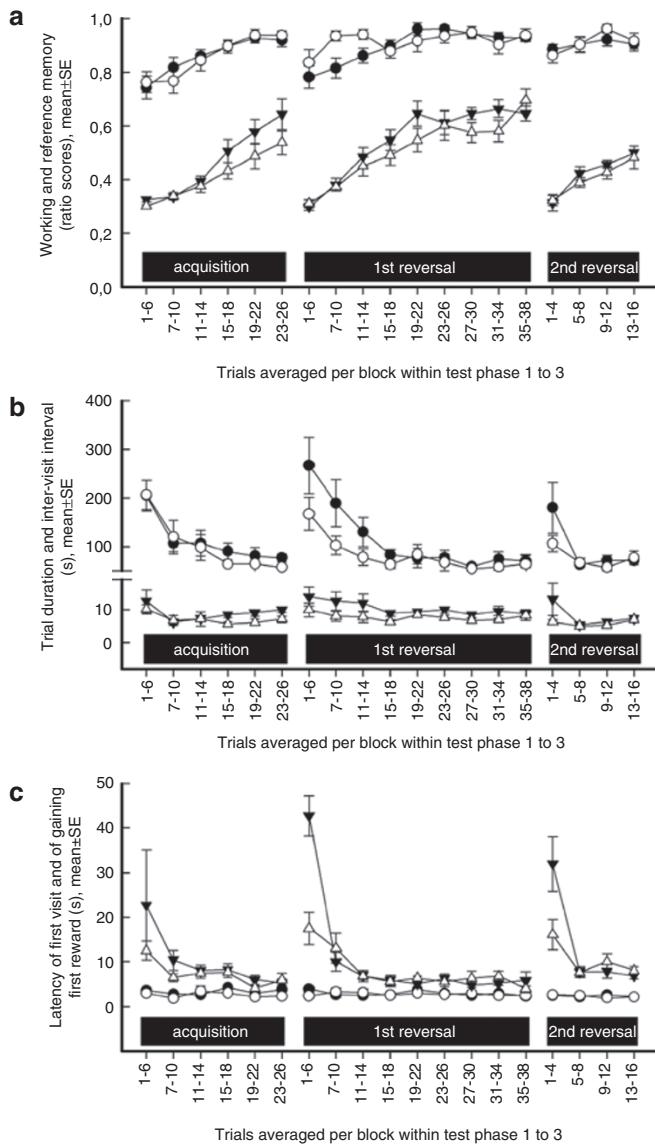 a
Working and reference memory
(ratio scores), mean±SE
1,0
0,8
0,6
0,4
0,2
0,0
acquisition 1st reversal 2nd reversal
1-6 7-10 11-14 15-18 19-22 23-26 1-6 7-10 11-14 15-18 19-22 23-26 27-30 31-34 35-38 1-4 5-8 9-12 13-16
Trials averaged per block within test phase 1 to 3
b
Trial duration and inter-visit interval
(s), mean±SE
400
300
200
100
10
0
acquisition 1st reversal 2nd reversal
1-6 7-10 11-14 15-18 19-22 23-26 1-6 7-10 11-14 15-18 19-22 23-26 27-30 31-34 35-38 1-4 5-8 9-12 13-16
Trials averaged per block within test phase 1 to 3
c
Latency of first visit and of gaining
first reward (s), mean±SE
50
40
30
20
10
0
acquisition 1st reversal 2nd reversal
1-6 7-10 11-14 15-18 19-22 23-26 1-6 7-10 11-14 15-18 19-22 23-26 27-30 31-34 35-38 1-4 5-8 9-12 13-16
Trials averaged per block within test phase 1 to 3